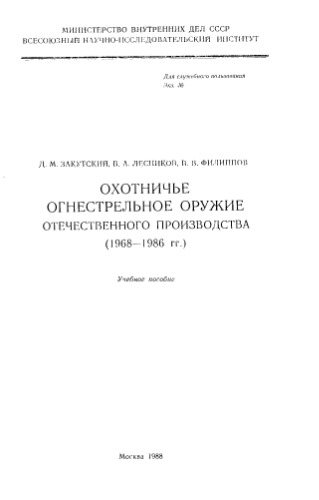 МИНИСТЕРСТВО ВНУТРЕННИХ ДЕЛ СССР
ВСЕСОЮЗНЫЙ НАУЧНО-ИССЛЕДОВАТЕЛЬСКИЙ ИНСТИТУТ
Для служебного пользования
Экз. №
Д. М. ЗАКУТСКИЙ, В. А. ЛЕСНИКОВ, В. В. ФИЛИППОВ
ОХОТНИЧЬЕ
ОГНЕСТРЕЛЬНОЕ ОРУЖИЕ
ОТЕЧЕСТВЕННОГО ПРОИЗВОДСТВА
(1968—1986 гг.)
Учебное пособие
Москва 1988